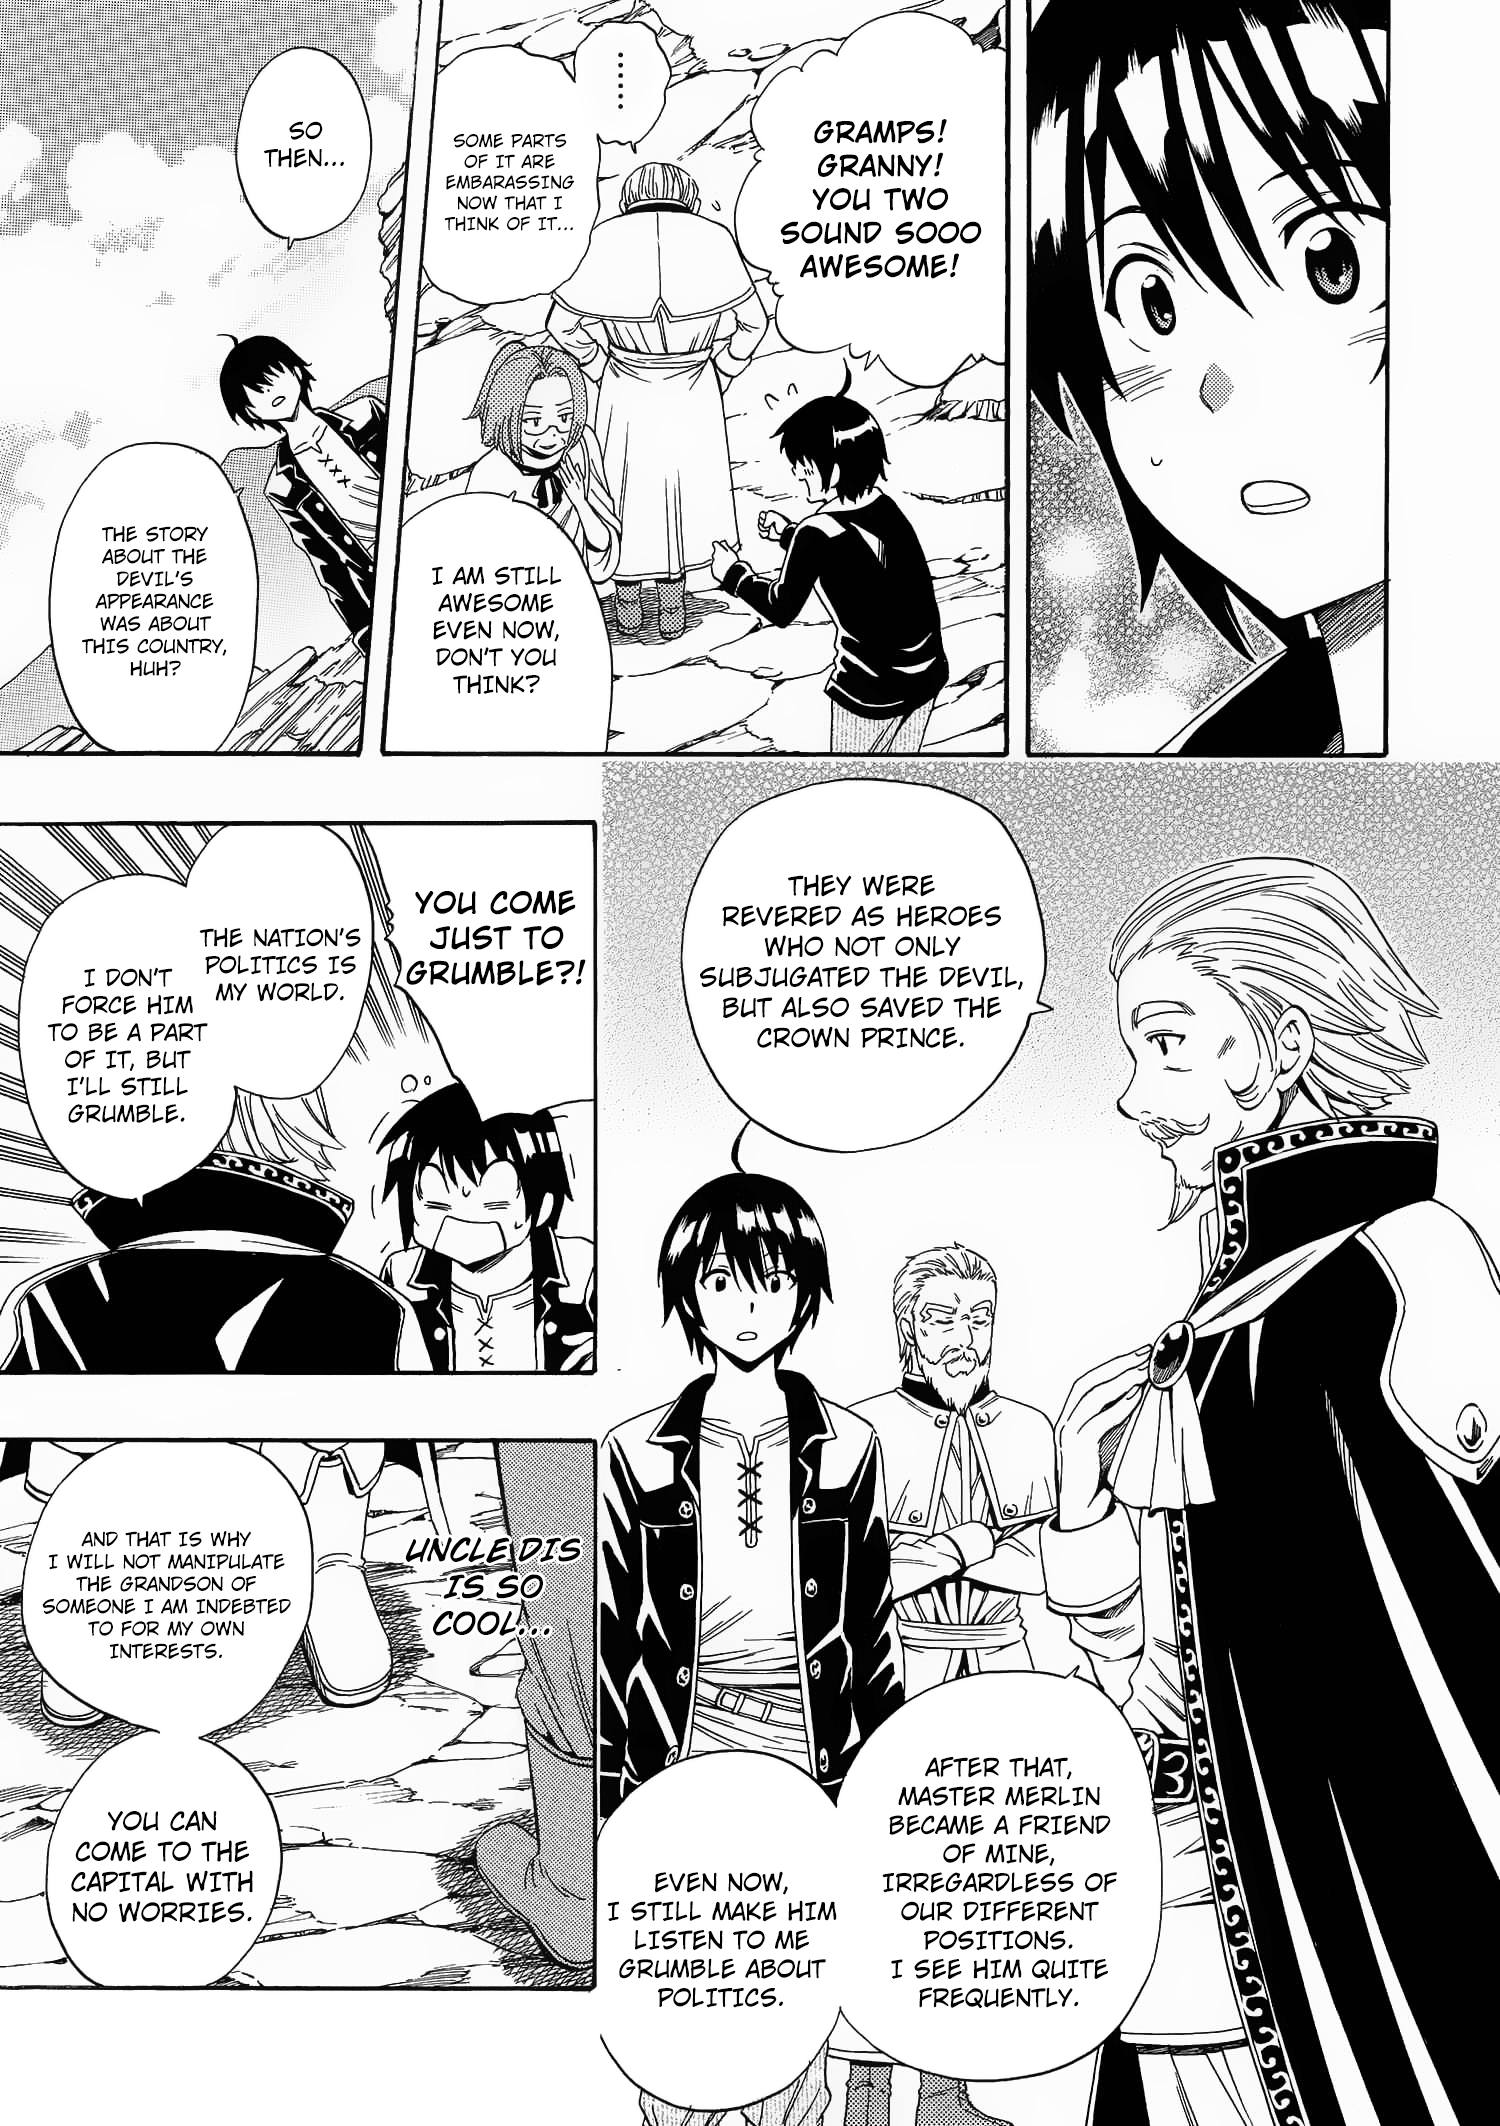 GRAMPS!
GRANNY!
YOU TWO
SOUND SOOO
AWESOME!
.......
SOME PARTS
OF IT ARE
EMBARASSING
NOW THAT I
THINK OF IT...
I AM STILL
AWESOME
EVEN NOW,
DON'T YOU
THINK?
SO
THEN...
THE STORY
ABOUT THE
DEVIL'S
APPEARANCE
WAS ABOUT
THIS COUNTRY,
HUH?
THEY WERE
REVERED AS HEROES
WHO NOT ONLY
SUBJUGATED THE DEVIL,
BUT ALSO SAVED THE
CROWN PRINCE.
AFTER THAT,
MASTER MERLIN
BECAME A FRIEND
OF MINE,
IRREGARDLESS OF
OUR DIFFERENT
POSITIONS.
I SEE HIM QUITE
FREQUENTLY.
EVEN NOW,
I STILL MAKE HIM
LISTEN TO ME
GRUMBLE ABOUT
POLITICS.
YOU COME
JUST TO
GRUMBLE?!
THE NATION'S
POLITICS IS
MY WORLD.
I DON'T
FORCE HIM
TO BE A PART
OF IT, BUT
I'LL STILL
GRUMBLE.
AND THAT IS WHY
I WILL NOT MANIPULATE
THE GRANDSON OF
SOMEONE I AM INDEBTED
TO FOR MY OWN
INTERESTS.
UNCLE DIS
IS SO
COOL...
YOU CAN
COME TO THE
CAPITAL WITH
NO WORRIES.